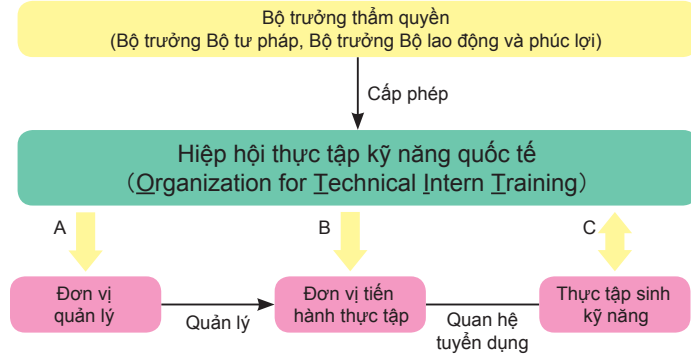 Bộ trưởng thẩm quyền
(Bộ trưởng Bộ tư pháp, Bộ trưởng Bộ lao động và phúc lợi)
Cấp phép
Hiệp hội thực tập kỹ năng quốc tế
（Organization for Technical Intern Training）
A
B
C
Đơn vị
quản lý
Quản lý
Đơn vị tiến
hành thực tập
Quan hệ
tuyển dụng
Thực tập sinh
kỹ năng